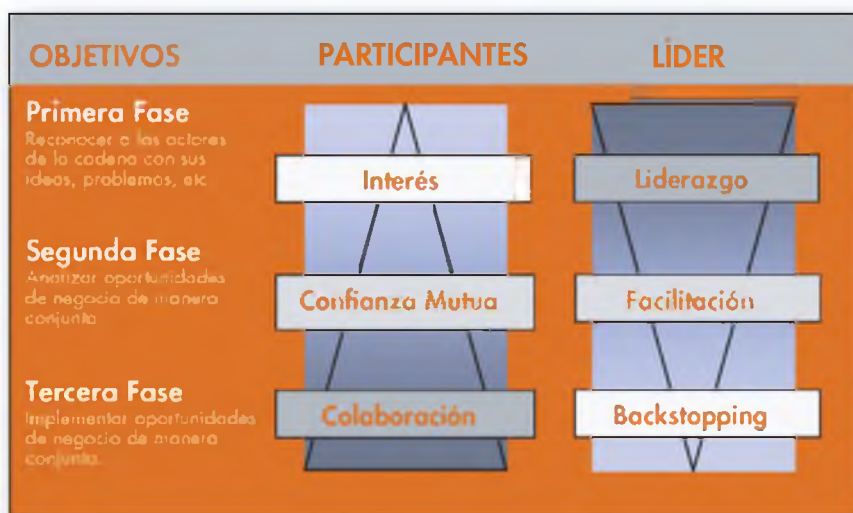 OBJETIVOS PARTICIPANTES LÍDER
Primera Fase
Reconocer a los actores
de la cadena con sus
ideas, problemas, etc
Interés Liderazgo
Segunda Fase
Analizar oportunidades
de negocio de manera
conjunta
Confianza Mutua Facilitación
Tercera Fase
Implementar oportunidades
de negocio de manera
conjunta.
Colaboración Backstopping